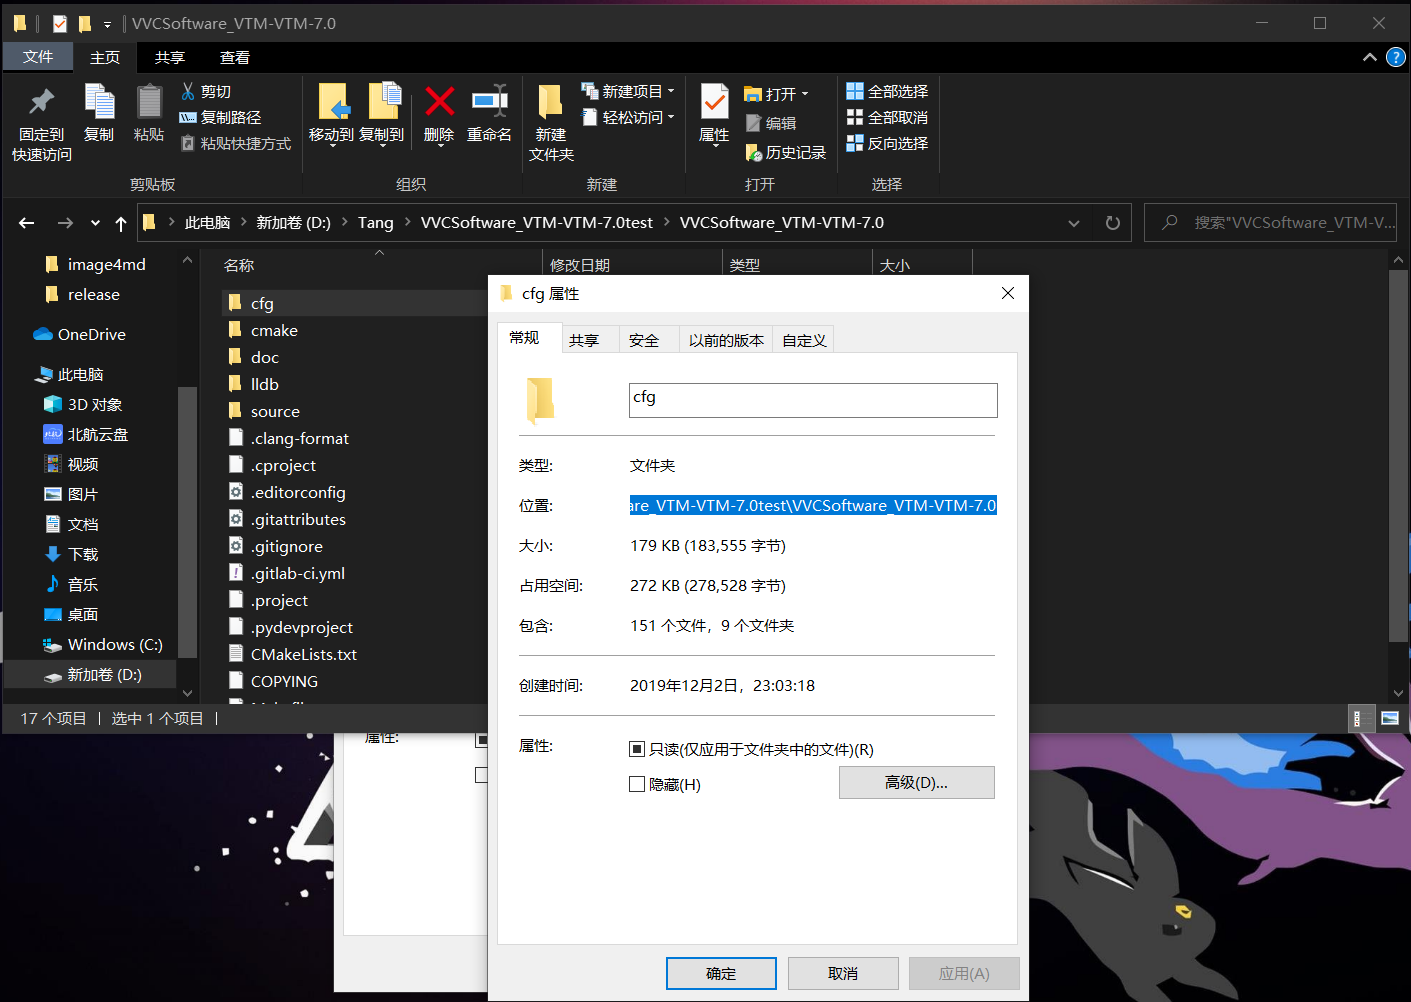 VVCSoftware_VTM-VTM-7.0
文件 主页 共享 查看
固定到
快速访问
复制
粘贴
剪切
复制路径
粘贴快捷方式
剪贴板
移动到
复制到
删除
重命名
组织
新建
文件夹
新建项目
轻松访问
新建
属性
打开
编辑
历史记录
打开
全部选择
全部取消
反向选择
选择
此电脑 新加卷 (D:) Tang VVCSoftware_VTM-VTM-7.0test VVCSoftware_VTM-VTM-7.0
搜索"VVCSoftware_VTM-V...
image4md
release
OneDrive
此电脑
3D 对象
北航云盘
视频
图片
文档
下载
音乐
桌面
Windows (C:)
新加卷 (D:)
名称 修改日期 类型 大小
cfg
cmake
doc
lldb
source
.clang-format
.cproject
.editorconfig
.gitattributes
.gitignore
.gitlab-ci.yml
.project
.pydevproject
CMakeLists.txt
COPYING
17 个项目 选中 1 个项目
属性:
cfg 属性
常规 共享 安全 以前的版本 自定义
cfg
类型: 文件夹
位置: are_VTM-VTM-7.0test\VVCSoftware_VTM-VTM-7.0
大小: 179 KB (183,555 字节)
占用空间: 272 KB (278,528 字节)
包含: 151 个文件，9 个文件夹
创建时间: 2019年12月2日，23:03:18
属性: 只读(仅应用于文件夹中的文件)(R)
隐藏(H)
高级(D)...
确定 取消 应用(A)